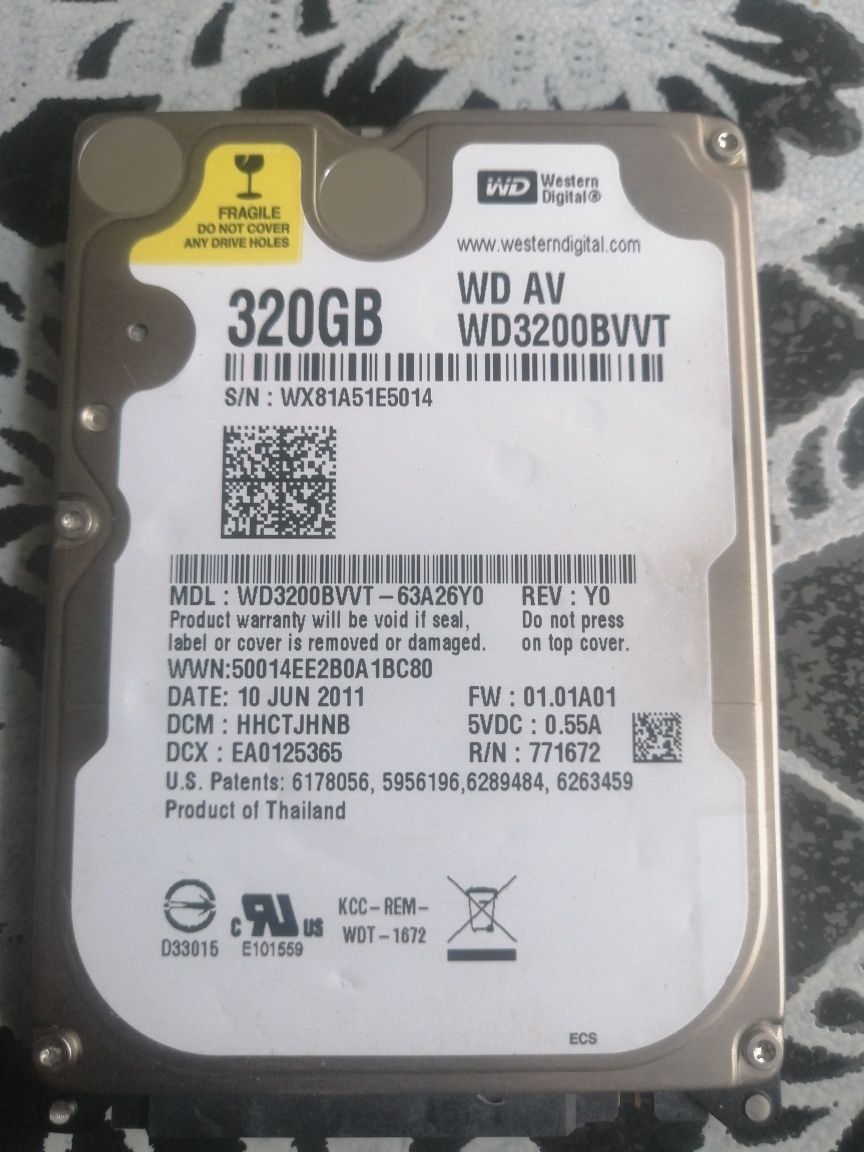 FRAGILE
DO NOT COVER
ANY DRIVE HOLES
WD Western
Digital®
www.westerndigital.com
320GB
WD AV
WD3200BVVT
S/N : WX81A51E5014
MDL : WD3200BVVT – 63A26Y0 REV : Y0
Product warranty will be void if seal, Do not press
label or cover is removed or damaged. on top cover.
WWN:50014EE2B0A1BC80
DATE: 10 JUN 2011 FW : 01.01A01
DCM : HHCTJHNB 5VDC : 0.55A
DCX : EA0125365 R/N : 771672
U.S. Patents: 6178056, 5956196,6289484, 6263459
Product of Thailand
D33015
c RU US
E101559
KCC – REM –
WDT – 1672
ECS